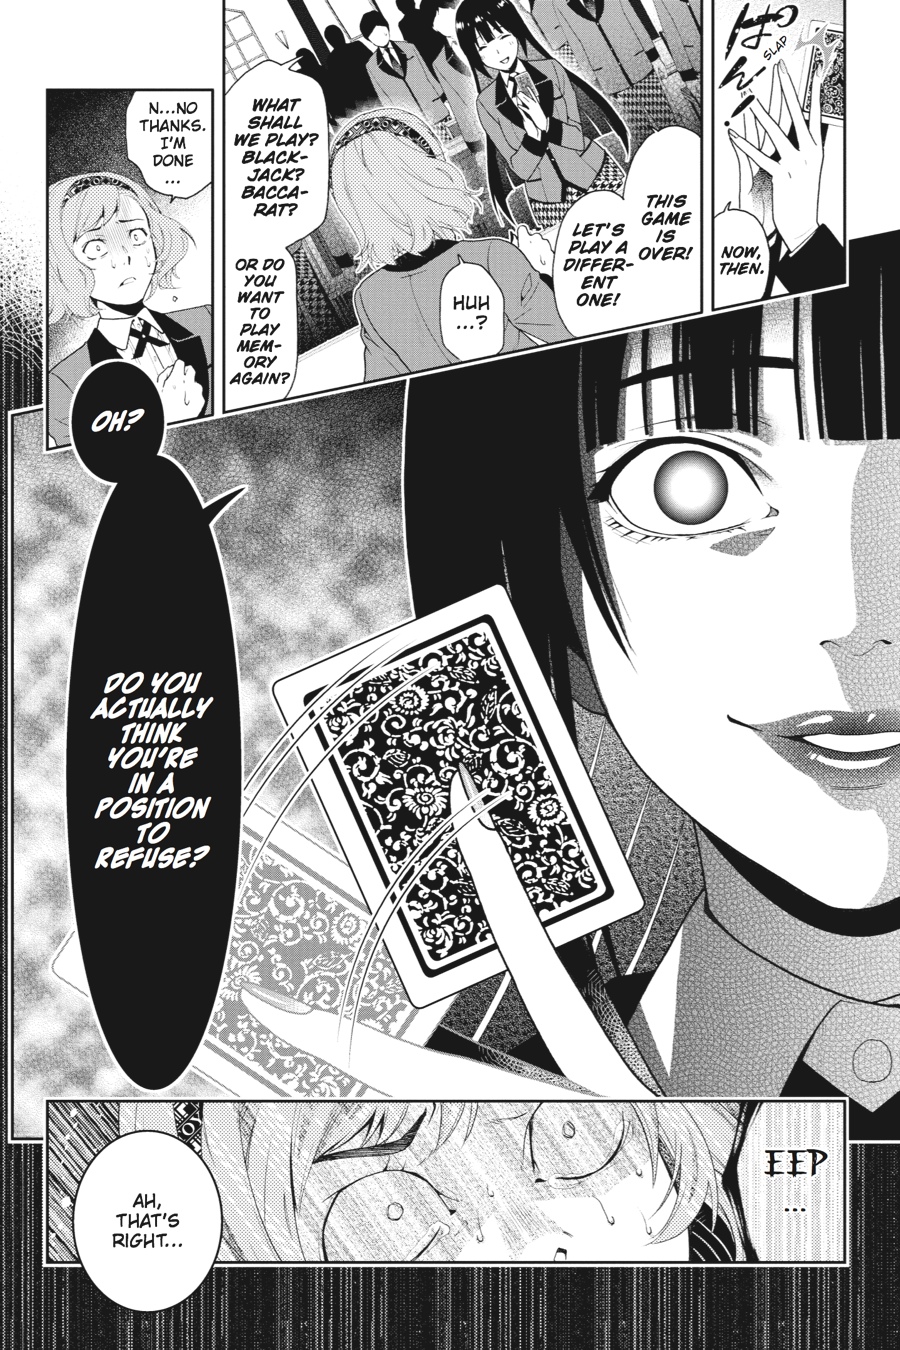 ぱんっ
SLAP
NOW,
THEN.
THIS
GAME
IS
OVER!
LET'S
PLAY A
DIFFER-
ENT
ONE!
HUH
...?
WHAT
SHALL
WE PLAY?
BLACK-
JACK?
BACCA-
RAT?
OR DO
YOU
WANT
TO
PLAY
MEM-
ORY
AGAIN?
N...NO
THANKS.
I'M
DONE
...
OH?
DO YOU
ACTUALLY
THINK
YOU'RE
IN A
POSITION
TO
REFUSE?
EEP
...
AH,
THAT'S
RIGHT...